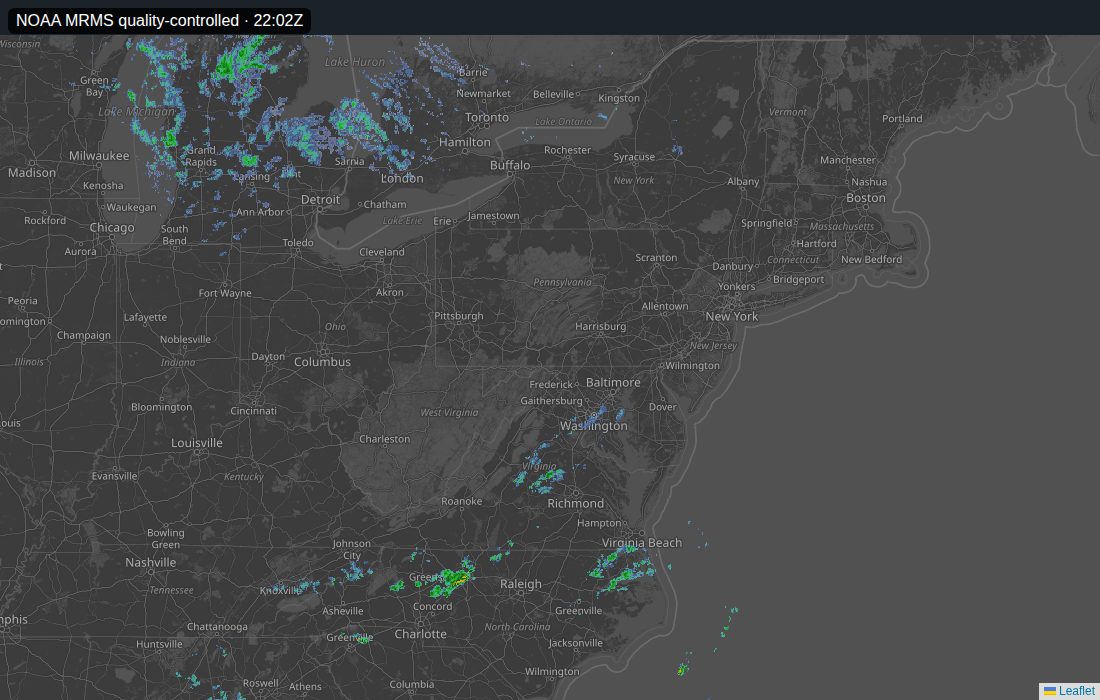 NOAA MRMS quality-controlled · 22:02Z
Wisconsin
Lake Huron
Green
Bay
Barrie
Newmarket
Belleville
Kingston
Lake Michigan
Vermont
Portland
Toronto
Lake Ontario
Milwaukee
Grand
Rapids
Hamilton
Rochester
Syracuse
Manchester
Madison
Sarnia
Buffalo
Kenosha
Lansing
nt
London
New York
Albany
Nashua
Waukegan
Ann Arbor
Detroit
Chatham
Boston
Rockford
Chicago
South
Bend
Lake Erie
Erie
Jamestown
Springfield
Massachusetts
Aurora
Toledo
Cleveland
Scranton
Hartford
Danbury
Connecticut
New Bedford
Bridgeport
Fort Wayne
Akron
Pennsylvania
Yonkers
Peoria
Allentown
New York
omington
Lafayette
Pittsburgh
Harrisburg
Champaign
Noblesville
Ohio
New Jersey
Illinois
Indiana
Dayton
Columbus
Wilmington
Frederick
Baltimore
Gaithersburg
Bloomington
Cincinnati
West Virginia
Dover
ouis
Washington
Louisville
Charleston
Evansville
Kentucky
Virginia
Roanoke
Richmond
Hampton
Bowling
Green
Johnson
City
Virginia Beach
Nashville
Greens
Raleigh
Tennessee
Knoxville
Asheville
Concord
Greenville
mphis
Chattanooga
Charlotte
North Carolina
Huntsville
Greenville
Jacksonville
Wilmington
Roswell
Athens
Columbia
Leaflet